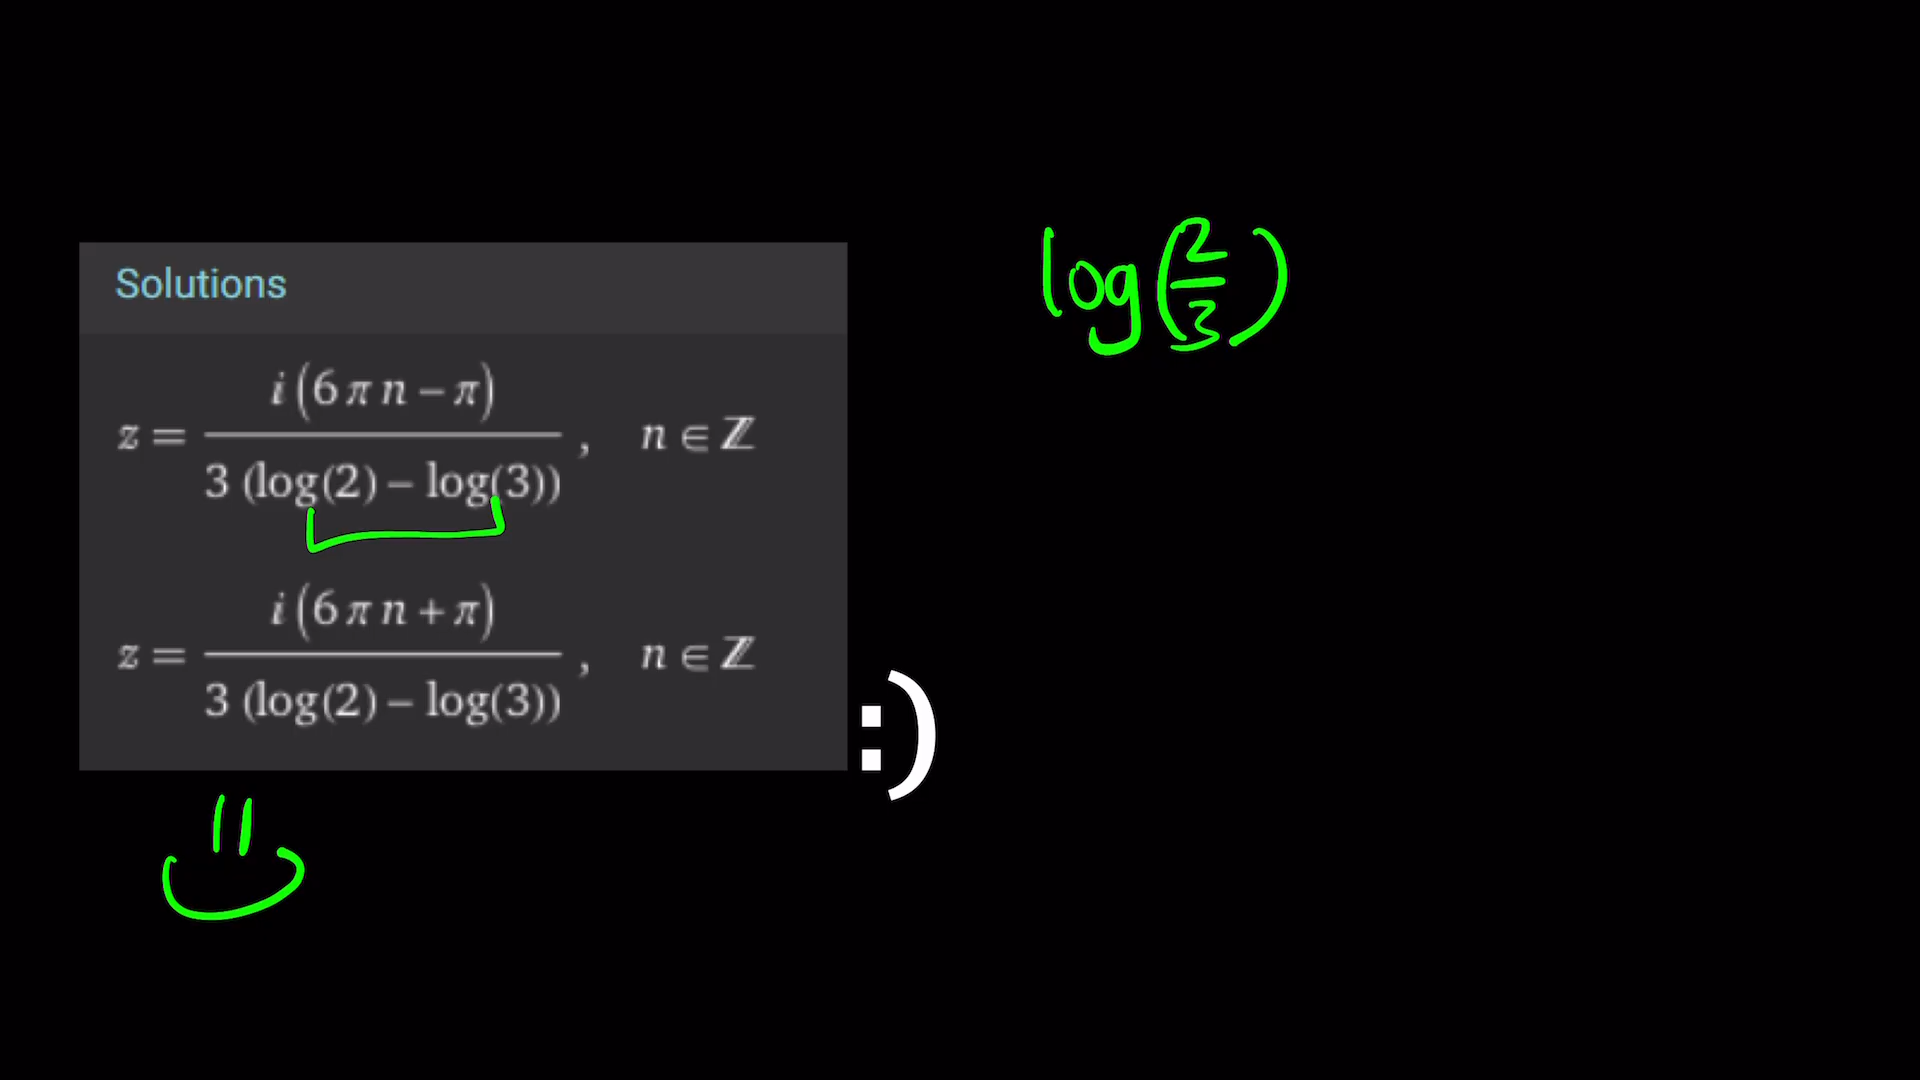 Solutions
z = i(6πn − π) / 3(log(2) − log(3)) , n ∈ ℤ
z = i(6πn + π) / 3(log(2) − log(3)) , n ∈ ℤ
:)
log(2/3)